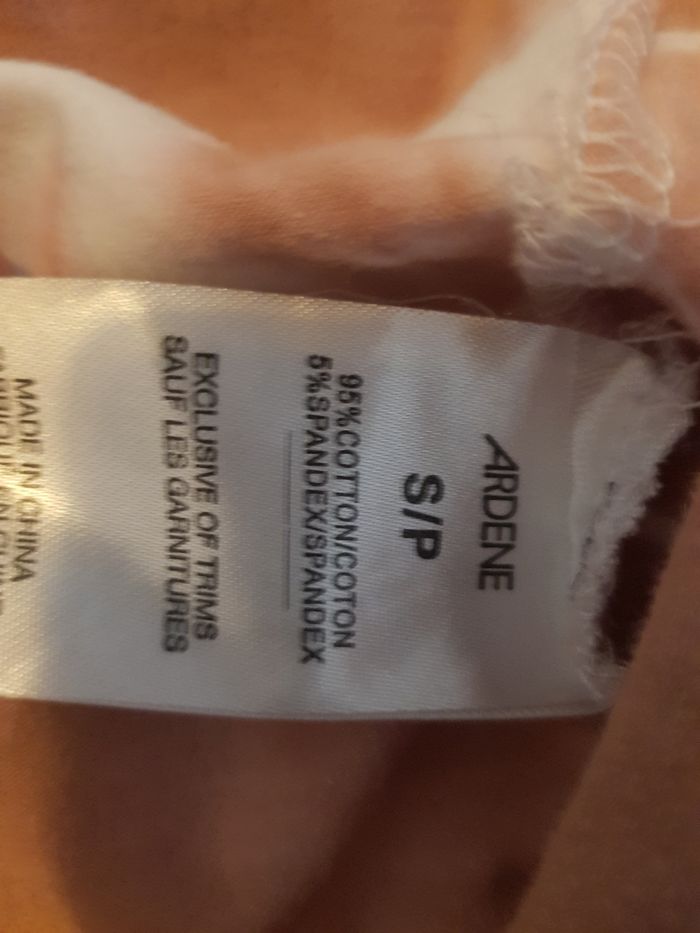 ARDENE
S/P
95%COTTON/COTON
5%SPANDEX/SPANDEX
EXCLUSIVE OF TRIMS
SAUF LES GARNITURES
MADE IN CHINA